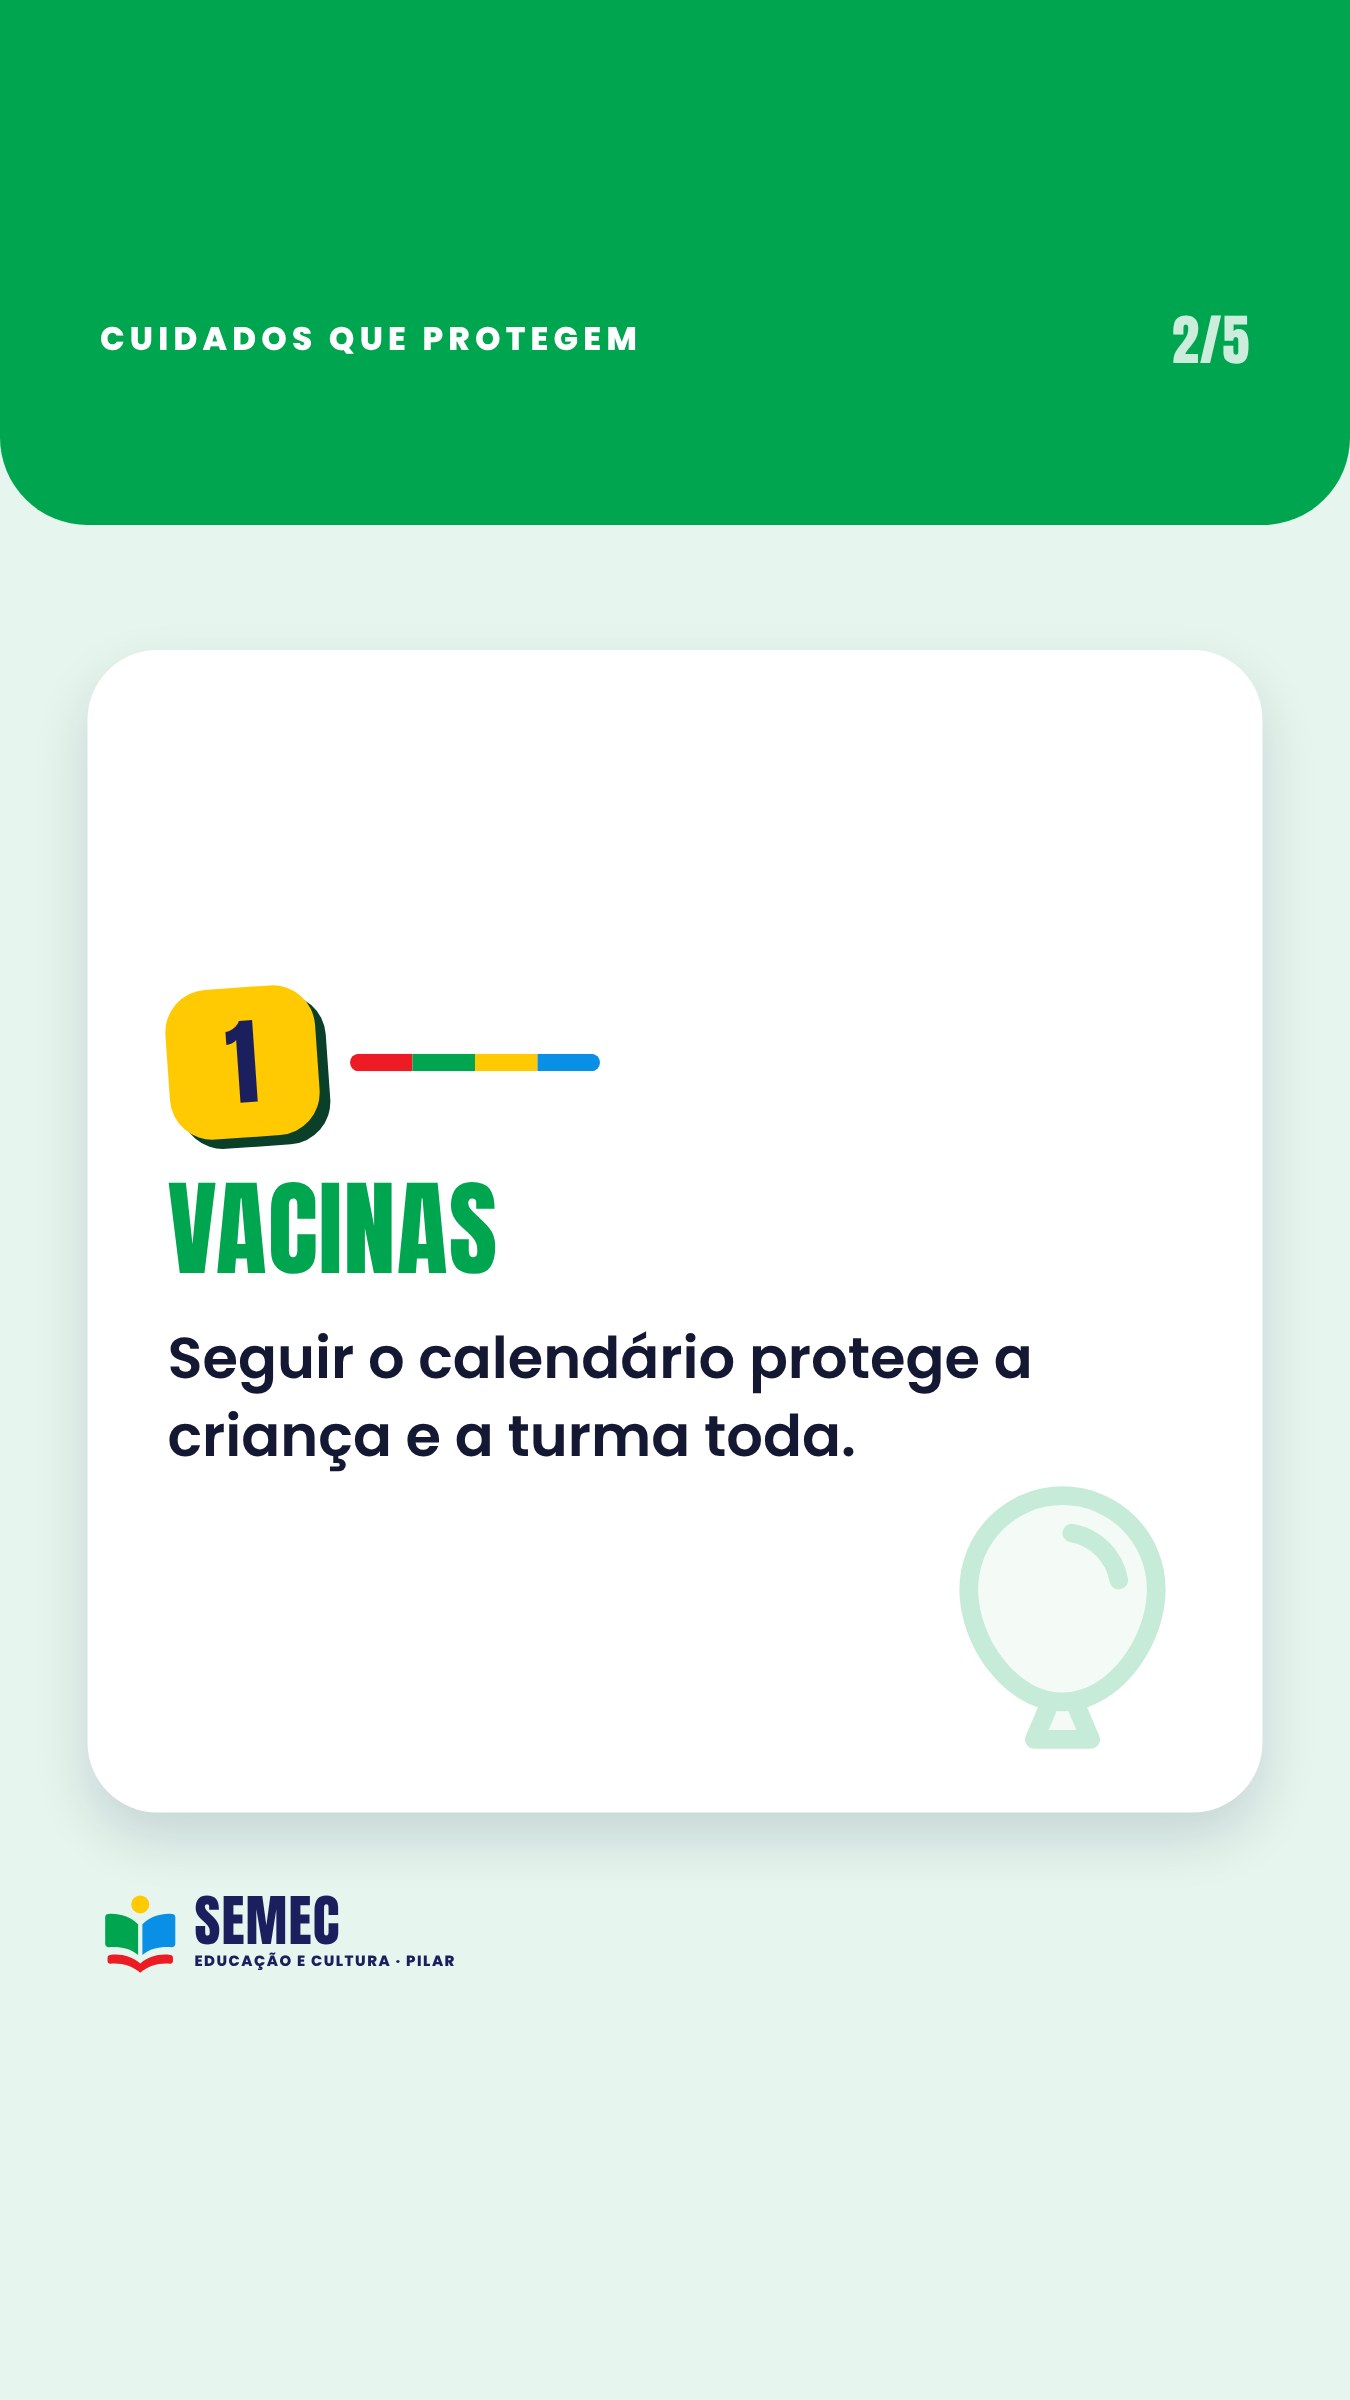 CUIDADOS QUE PROTEGEM
2/5
1
VACINAS
Seguir o calendário protege a
criança e a turma toda.
SEMEC
EDUCAÇÃO E CULTURA · PILAR